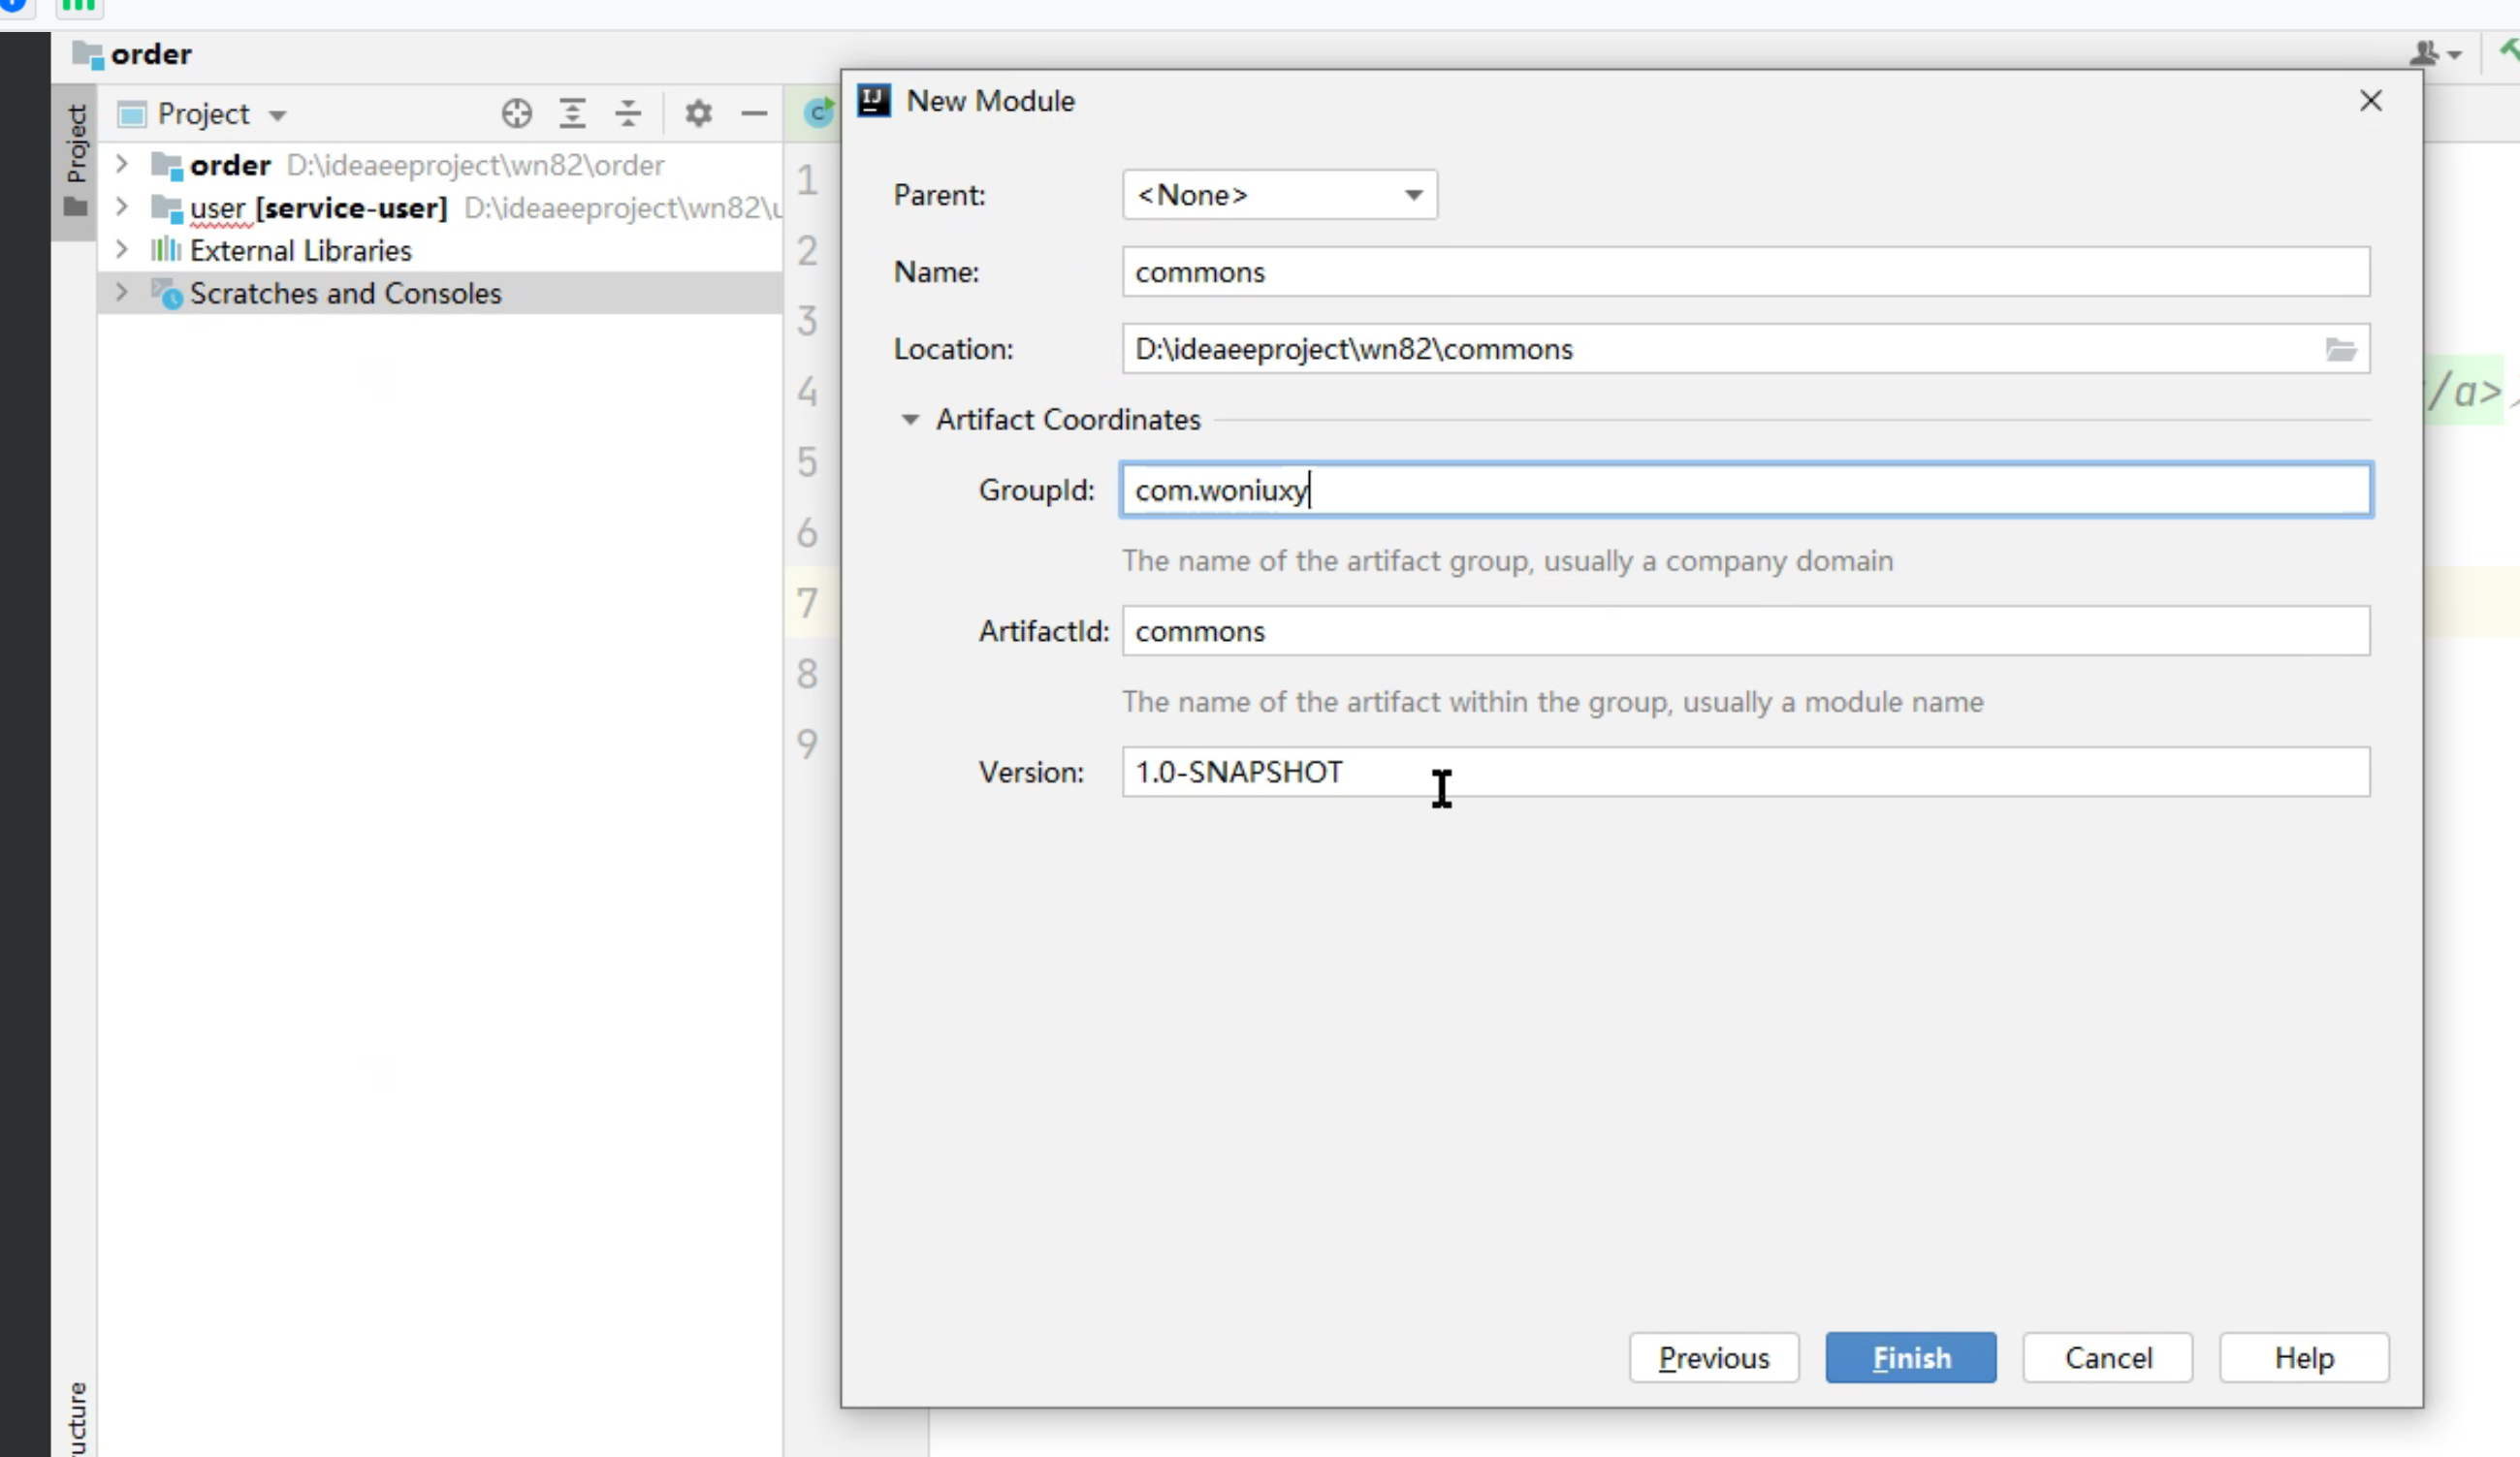 order
Project
Project
order D:\ideaeeproject\wn82\order
user [service-user] D:\ideaeeproject\wn82\u
External Libraries
Scratches and Consoles
1
2
3
4
5
6
7
8
9
New Module
Parent: <None>
Name: commons
Location: D:\ideaeeproject\wn82\commons
Artifact Coordinates
GroupId: com.woniuxy
The name of the artifact group, usually a company domain
ArtifactId: commons
The name of the artifact within the group, usually a module name
Version: 1.0-SNAPSHOT
Previous Finish Cancel Help
/a>
ucture